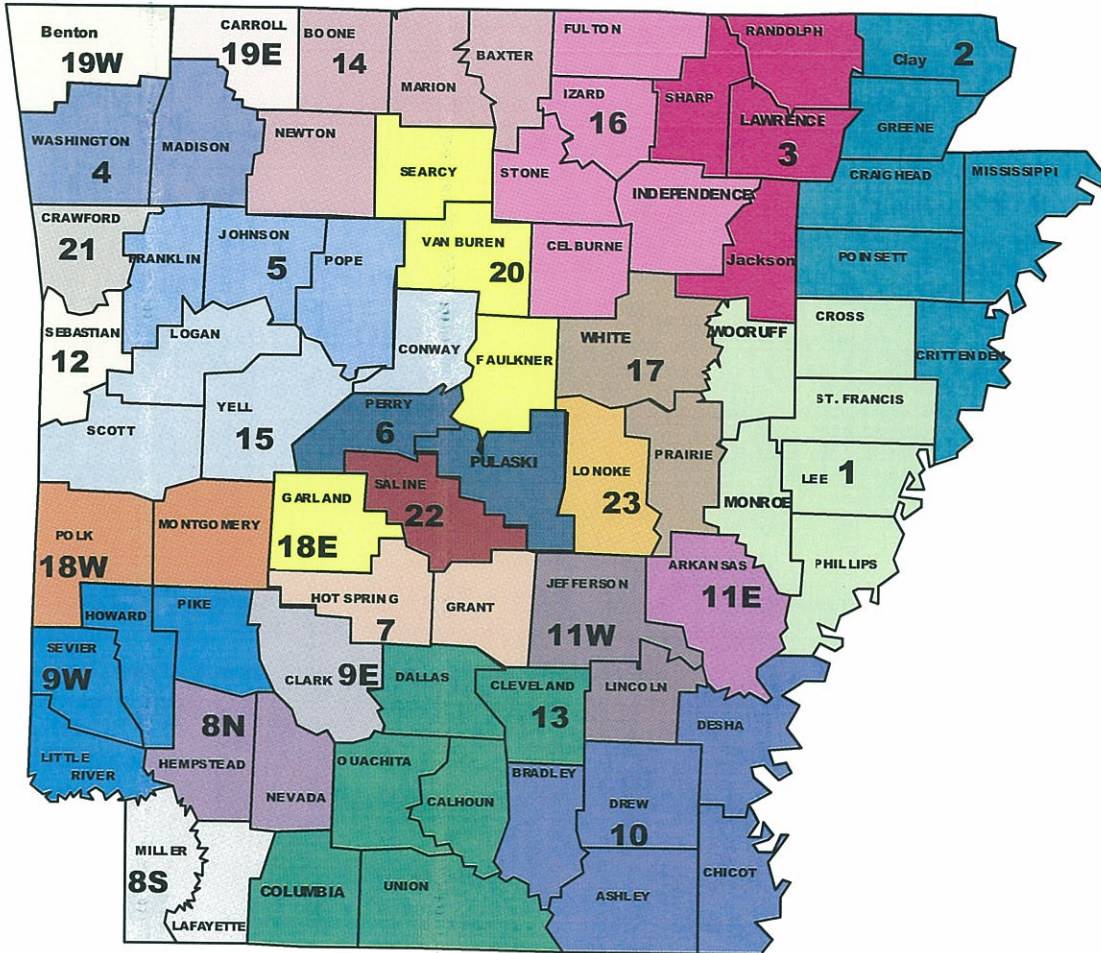 Benton
19W
CARROLL
19E
BOONE
14
MARION
BAXTER
FULTON
RANDOLPH
Clay 2
IZARD
16
SHARP
LAWRENCE
3
GREENE
WASHINGTON
4
MADISON
NEWTON
SEARCY
STONE
INDEPENDENCE
CRAIGHEAD
MISSISSIPPI
CRAWFORD
21
FRANKLIN
JOHNSON
5
POPE
VAN BUREN
20
CELBURNE
Jackson
POINSETT
SEBASTIAN
12
LOGAN
CONWAY
FAULKNER
WHITE
17
WOORUFF
CROSS
CRITTENDEN
SCOTT
YELL
15
PERRY
6
PULASKI
LONOKE
23
PRAIRIE
ST. FRANCIS
LEE 1
MONROE
PHILLIPS
POLK
18W
MONTGOMERY
GARLAND
18E
SALINE
22
HOT SPRING
7
GRANT
JEFFERSON
11W
ARKANSAS
11E
HOWARD
PIKE
SEVIER
9W
CLARK 9E
DALLAS
CLEVELAND
13
LINCOLN
DESHA
LITTLE
RIVER
8N
HEMPSTEAD
NEVADA
OUACHITA
CALHOUN
BRADLEY
DREW
10
CHICOT
MILLER
8S
LAFAYETTE
COLUMBIA
UNION
ASHLEY